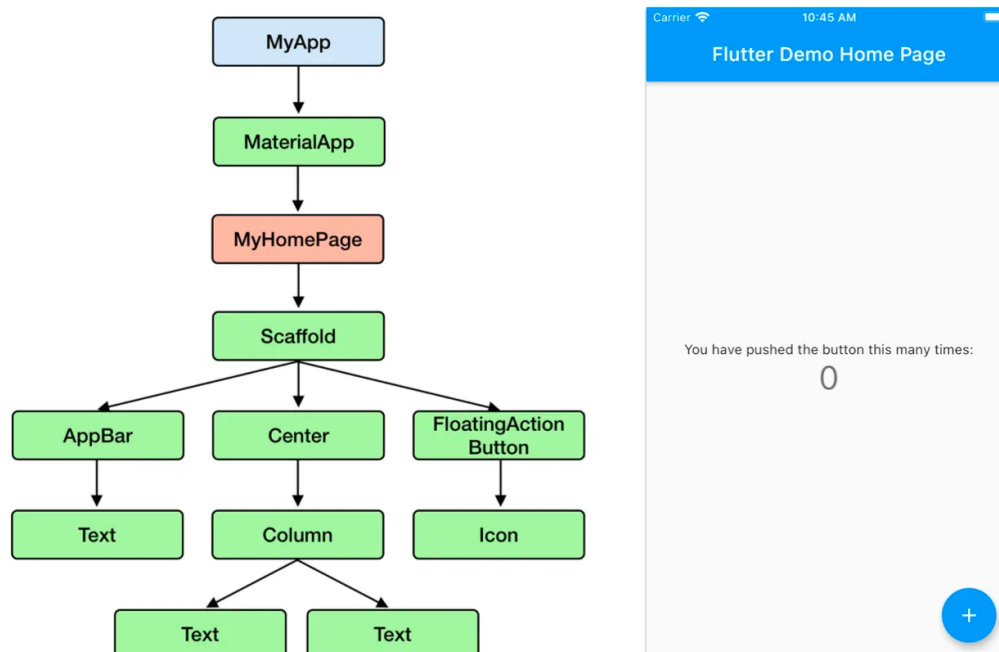 MyApp
MaterialApp
MyHomePage
Scaffold
AppBar
Center
FloatingAction
Button
Text
Column
Icon
Text
Text
Carrier
10:45 AM
Flutter Demo Home Page
You have pushed the button this many times:
0
+